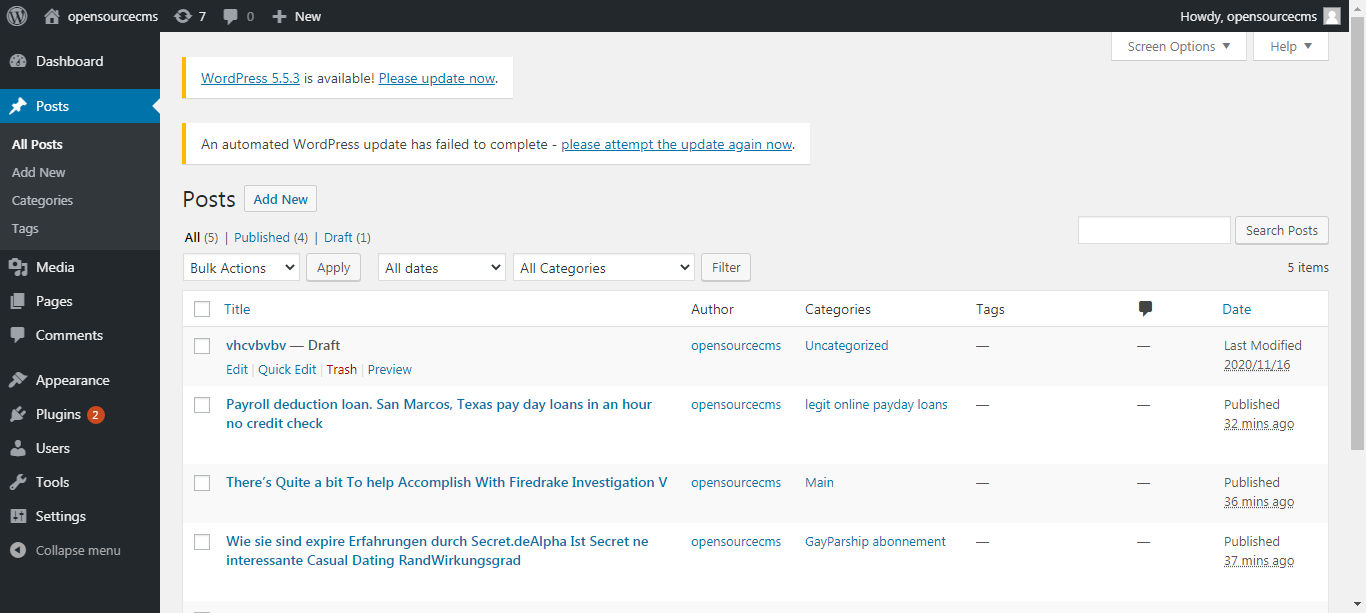 opensourcecms 7 0 New Howdy, opensourcecms
Dashboard
Posts
All Posts
Add New
Categories
Tags
Media
Pages
Comments
Appearance
Plugins 2
Users
Tools
Settings
Collapse menu
Screen Options Help
WordPress 5.5.3 is available! Please update now.
An automated WordPress update has failed to complete - please attempt the update again now.
Posts Add New
All (5) | Published (4) | Draft (1)
Search Posts
Bulk Actions Apply All dates All Categories Filter 5 items
Title Author Categories Tags Date
vhcvbvbv — Draft opensourcecms Uncategorized — — Last Modified
Edit | Quick Edit | Trash | Preview 2020/11/16
Payroll deduction loan. San Marcos, Texas pay day loans in an hour opensourcecms legit online payday loans — — Published
no credit check 32 mins ago
There’s Quite a bit To help Accomplish With Firedrake Investigation V opensourcecms Main — — Published
36 mins ago
Wie sie sind expire Erfahrungen durch Secret.deAlpha Ist Secret ne opensourcecms GayParship abonnement — — Published
interessante Casual Dating RandWirkungsgrad 37 mins ago